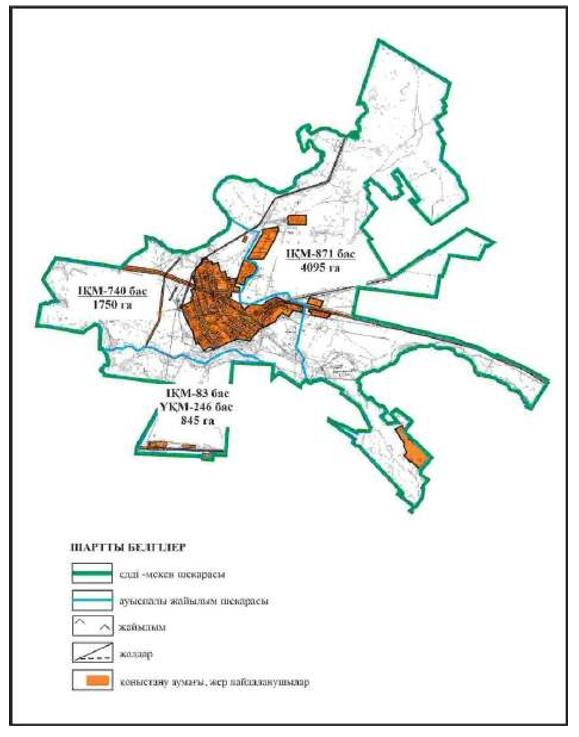 ІҚМ-871 бас
4095 га
ІҚМ-740 бас
1750 га
ІҚМ-83 бас
ҰҚМ-246 бас
845 га
ШАРТТЫ БЕЛГІЛЕР
елді -мекен шекарасы
ауыспалы жайылым шекарасы
жайылым
жолдар
қоныстану аумағы, жер пайдаланушылар